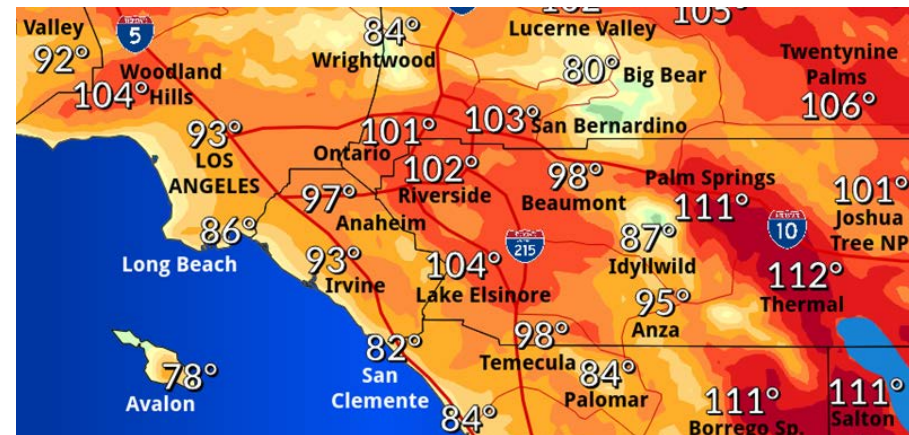 Valley
92°
5
84°
Wrightwood
102
Lucerne Valley
105°
Woodland
Hills
104°
80° Big Bear
Twentynine
Palms
106°
93°
LOS
ANGELES
101°
Ontario
103°
San Bernardino
102°
Riverside
98°
Beaumont
Palm Springs
111°
101°
Joshua
Tree NP
97°
Anaheim
86°
Long Beach
93°
Irvine
104°
Lake Elsinore
215
87°
Idyllwild
10
112°
Thermal
95°
Anza
82°
San
Clemente
98°
Temecula
84°
Palomar
78°
Avalon
84°
111°
Borrego Sp.
111°
Salton